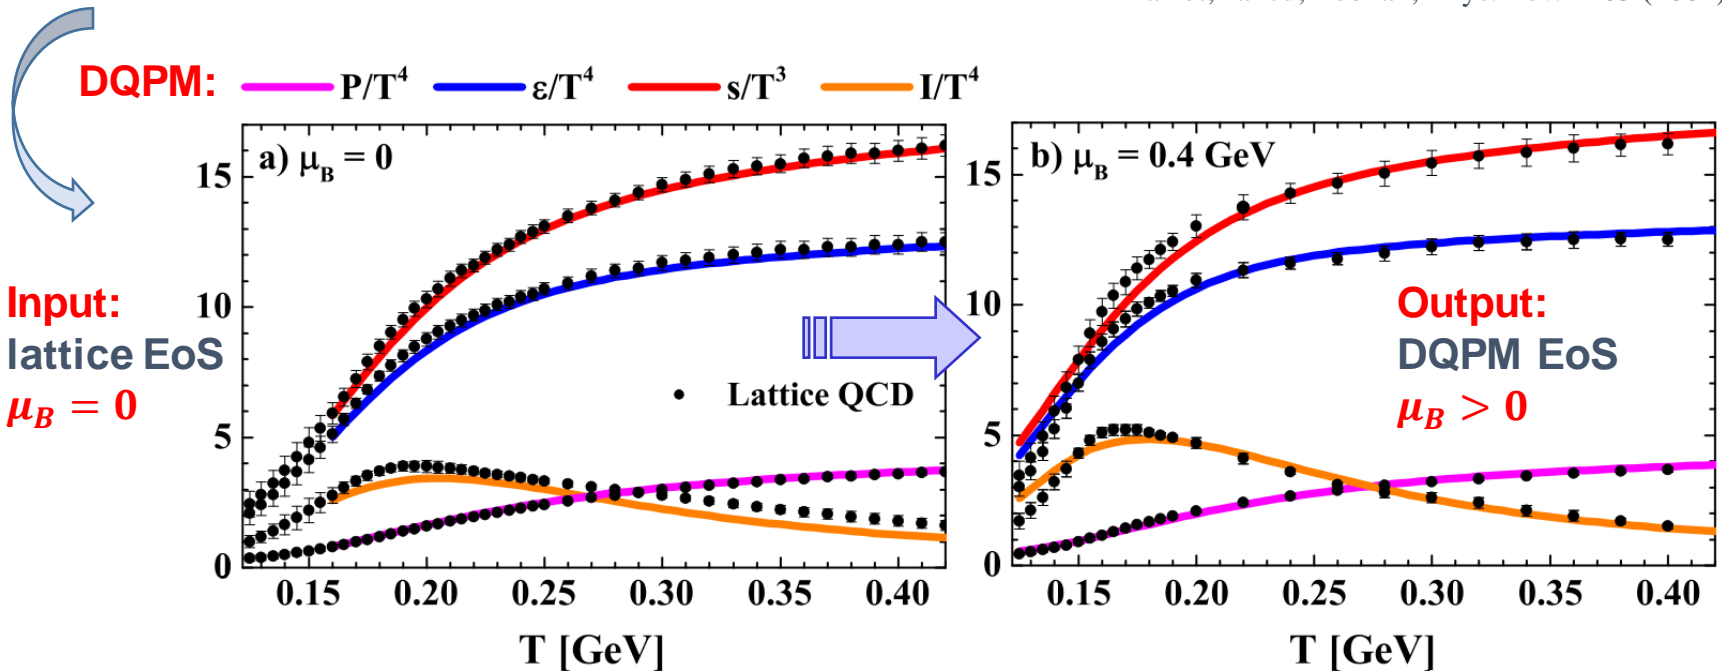 DQPM: P/T⁴ ε/T⁴ s/T³ I/T⁴
a) μ_B = 0
b) μ_B = 0.4 GeV
15
10
5
0
15
10
5
0
Input:
lattice EoS
μ_B = 0
Output:
DQPM EoS
μ_B > 0
Lattice QCD
0.15 0.20 0.25 0.30 0.35 0.40
0.15 0.20 0.25 0.30 0.35 0.40
T [GeV]
T [GeV]